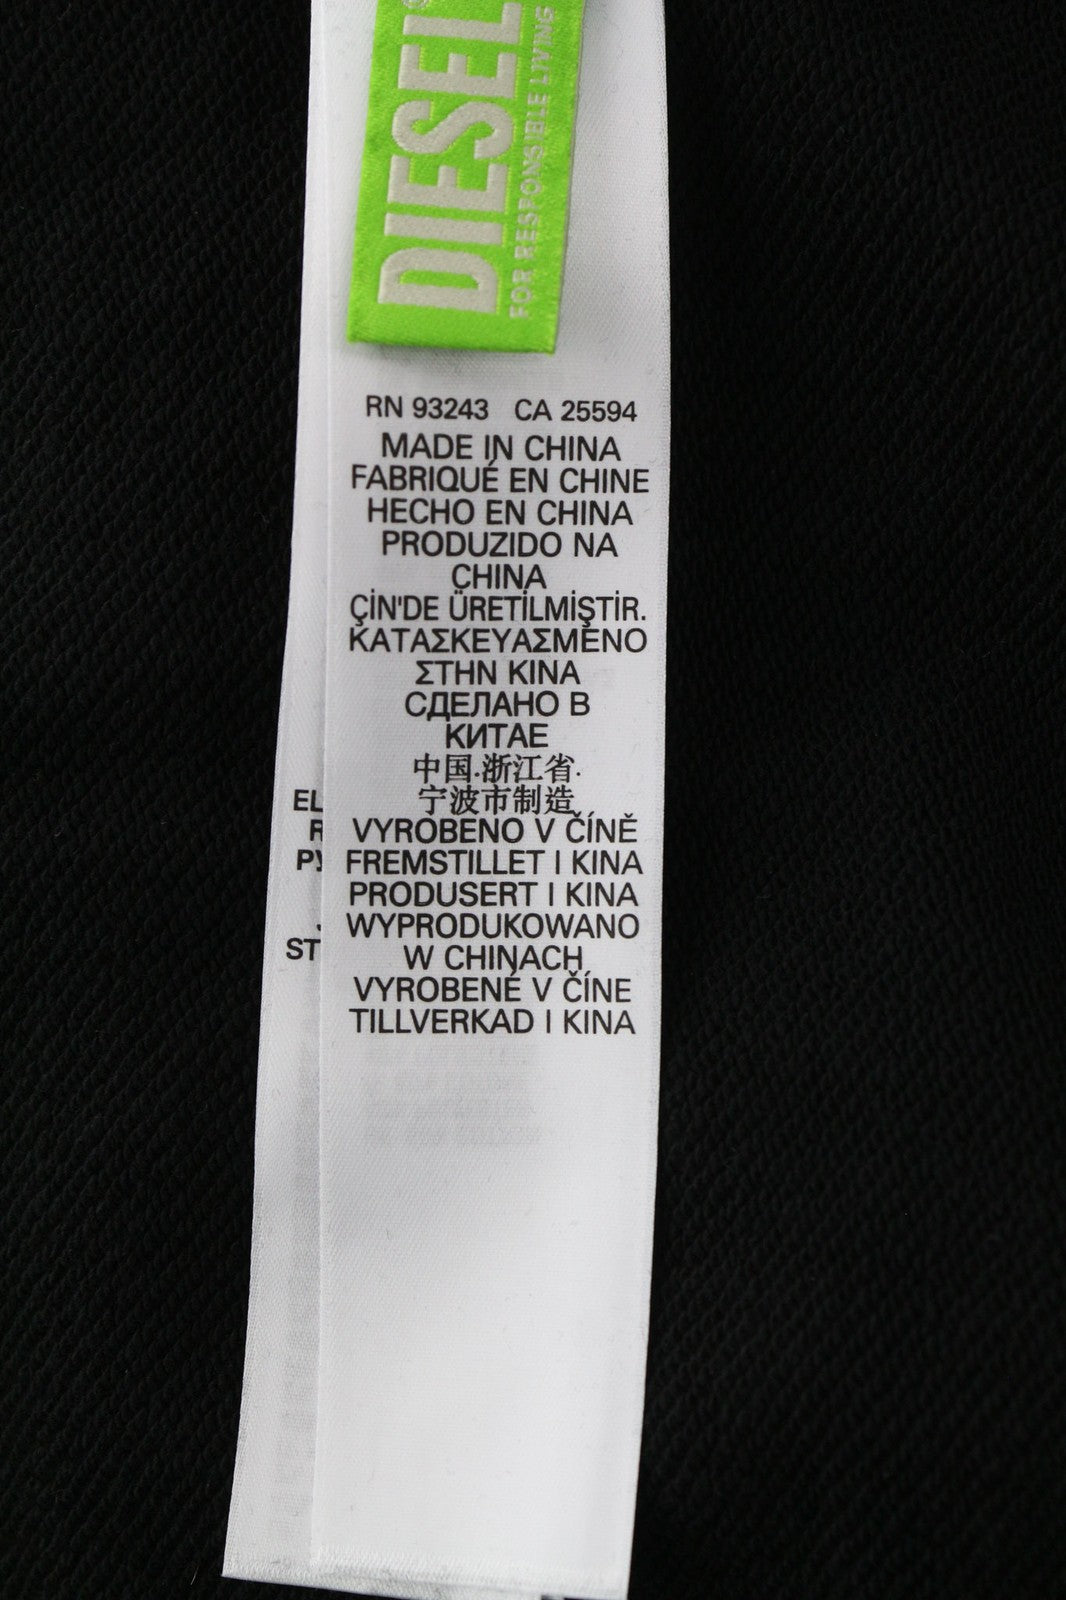 DIESEL
FOR RESPONSIBLE LIVING
RN 93243 CA 25594
MADE IN CHINA
FABRIQUÉ EN CHINE
HECHO EN CHINA
PRODUZIDO NA
CHINA
ÇİN'DE ÜRETİLMİŞTİR.
ΚΑΤΑΣΚΕΥΑΣΜΕΝΟ
ΣΤΗΝ ΚΙΝΑ
СДЕЛАНО В
КИТАЕ
中国.浙江省.
宁波市制造
VYROBENO V ČÍNĚ
FREMSTILLET I KINA
PRODUSERT I KINA
WYPRODUKOWANO
W CHINACH
VYROBENÉ V ČÍNE
TILLVERKAD I KINA
EL
ST